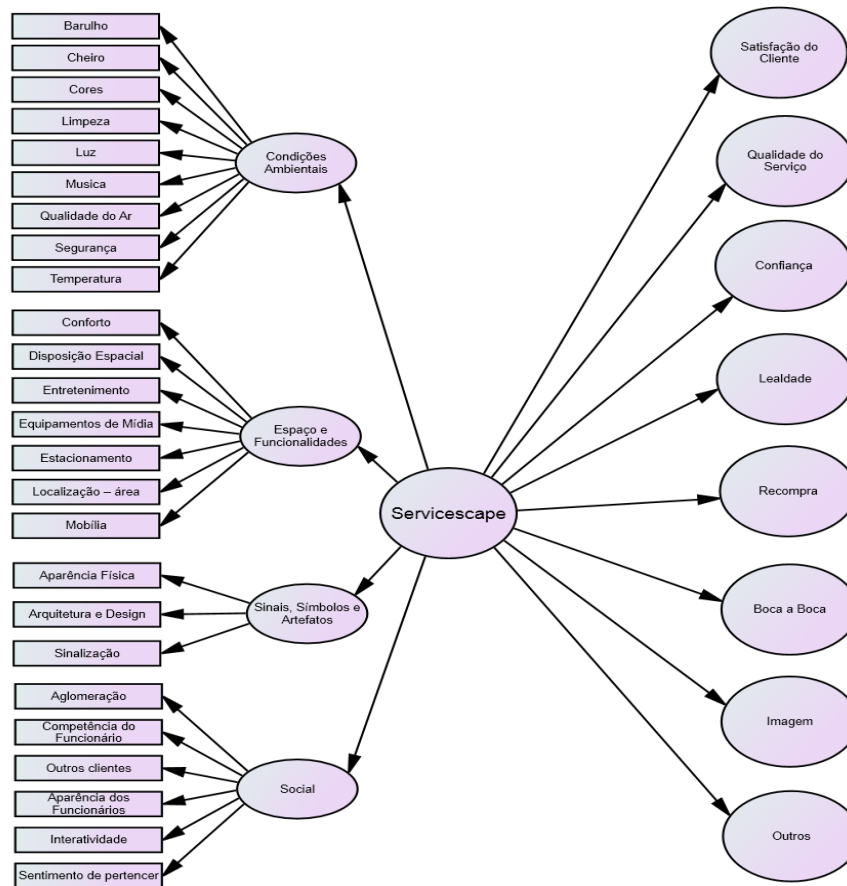 Barulho
Cheiro
Cores
Limpeza
Luz
Musica
Qualidade do Ar
Segurança
Temperatura
Condições
Ambientais
Conforto
Disposição Espacial
Entretenimento
Equipamentos de Mídia
Estacionamento
Localização – área
Mobília
Espaço e
Funcionalidades
Aparência Física
Arquitetura e Design
Sinalização
Sinais, Símbolos e
Artefatos
Aglomeração
Competência do
Funcionário
Outros clientes
Aparência dos
Funcionários
Interatividade
Sentimento de pertencer
Social
Servicescape
Satisfação do
Cliente
Qualidade do
Serviço
Confiança
Lealdade
Recompra
Boca a Boca
Imagem
Outros